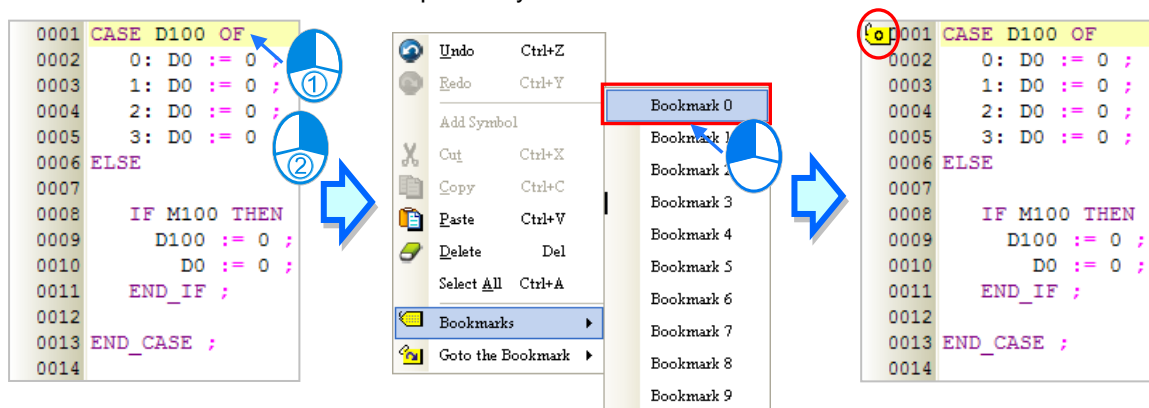 0001 CASE D100 OF
0002 0: D0 := 0 ;
0003 1: D0 := 0 ;
0004 2: D0 := 0 ;
0005 3: D0 := 0
0006 ELSE
0007
0008 IF M100 THEN
0009 D100 := 0 ;
0010 D0 := 0 ;
0011 END_IF ;
0012
0013 END_CASE ;
0014
1
2
Undo Ctrl+Z
Redo Ctrl+Y
Add Symbol
Cut Ctrl+X
Copy Ctrl+C
Paste Ctrl+V
Delete Del
Select All Ctrl+A
Bookmarks
Goto the Bookmark
Bookmark 0
Bookmark 1
Bookmark 2
Bookmark 3
Bookmark 4
Bookmark 5
Bookmark 6
Bookmark 7
Bookmark 8
Bookmark 9
0 0001 CASE D100 OF
0002 0: D0 := 0 ;
0003 1: D0 := 0 ;
0004 2: D0 := 0 ;
0005 3: D0 := 0 ;
0006 ELSE
0007
0008 IF M100 THEN
0009 D100 := 0 ;
0010 D0 := 0 ;
0011 END_IF ;
0012
0013 END_CASE ;
0014